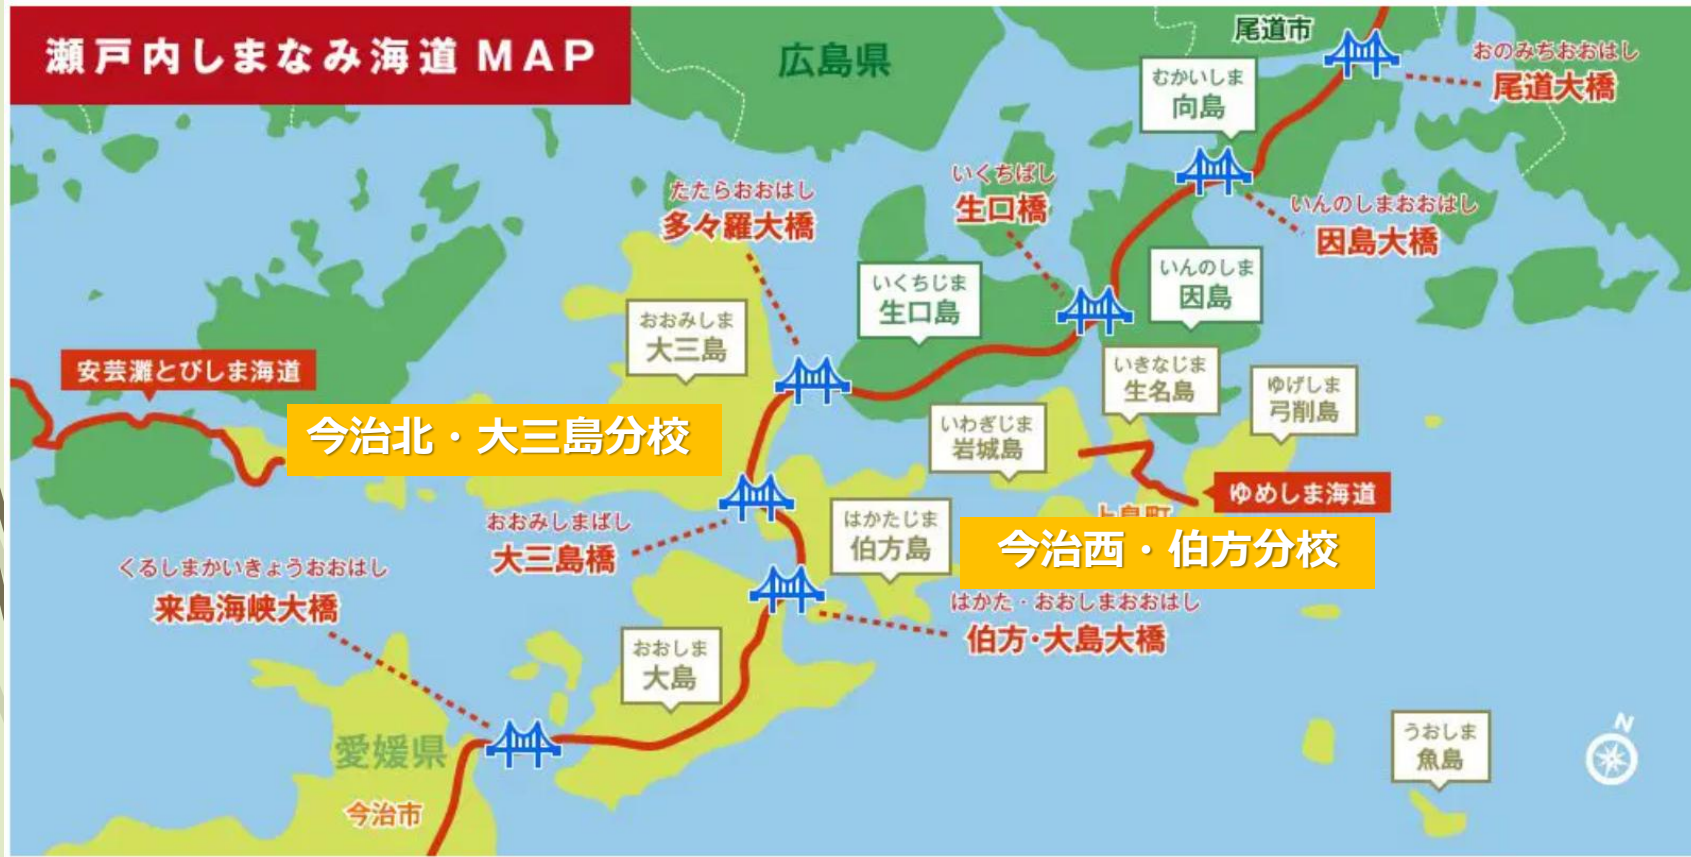 瀬戸内しまなみ海道 MAP
広島県
尾道市
おのみちおおはし
尾道大橋
むかいしま
向島
いんのしまおおはし
因島大橋
いくちばし
生口橋
たたらおおはし
多々羅大橋
いんのしま
因島
いくちじま
生口島
おおみしま
大三島
安芸灘とびしま海道
いきなじま
生名島
ゆげしま
弓削島
いわぎじま
岩城島
今治北・大三島分校
ゆめしま海道
上島町
おおみしまばし
大三島橋
はかたじま
伯方島
今治西・伯方分校
くるしまかいきょうおおはし
来島海峡大橋
はかた・おおしまおおはし
伯方・大島大橋
おおしま
大島
愛媛県
今治市
うおしま
魚島
N